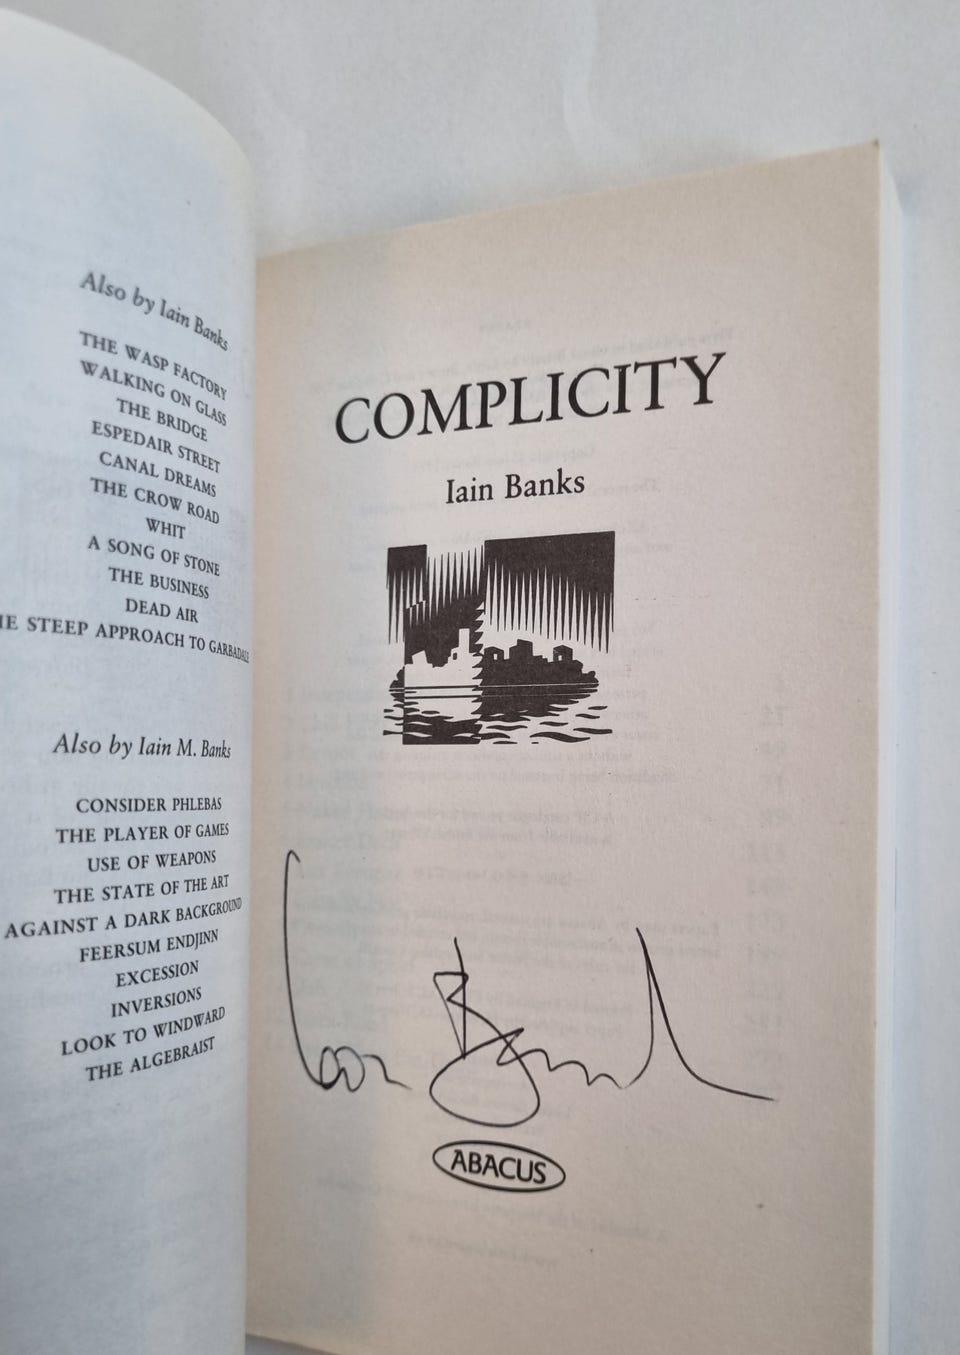 Also by Iain Banks
THE WASP FACTORY
WALKING ON GLASS
THE BRIDGE
ESPEDAIR STREET
CANAL DREAMS
THE CROW ROAD
WHIT
A SONG OF STONE
THE BUSINESS
DEAD AIR
HE STEEP APPROACH TO GARBADALE
Also by Iain M. Banks
CONSIDER PHLEBAS
THE PLAYER OF GAMES
USE OF WEAPONS
THE STATE OF THE ART
AGAINST A DARK BACKGROUND
FEERSUM ENDJINN
EXCESSION
INVERSIONS
LOOK TO WINDWARD
THE ALGEBRAIST
COMPLICITY
Iain Banks
Iain Banks
ABACUS